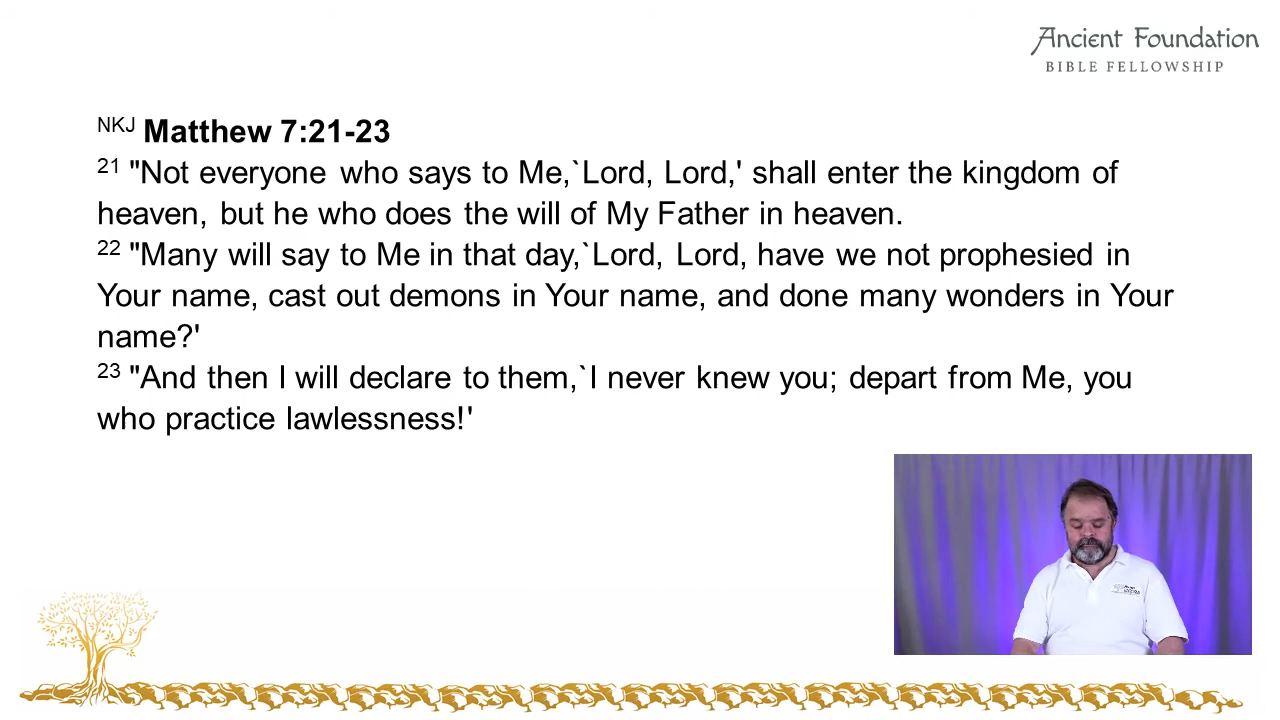 Ancient Foundation
BIBLE FELLOWSHIP
NKJ Matthew 7:21-23
21 "Not everyone who says to Me,`Lord, Lord,' shall enter the kingdom of
heaven, but he who does the will of My Father in heaven.
22 "Many will say to Me in that day,`Lord, Lord, have we not prophesied in
Your name, cast out demons in Your name, and done many wonders in Your
name?'
23 "And then I will declare to them,`I never knew you; depart from Me, you
who practice lawlessness!'